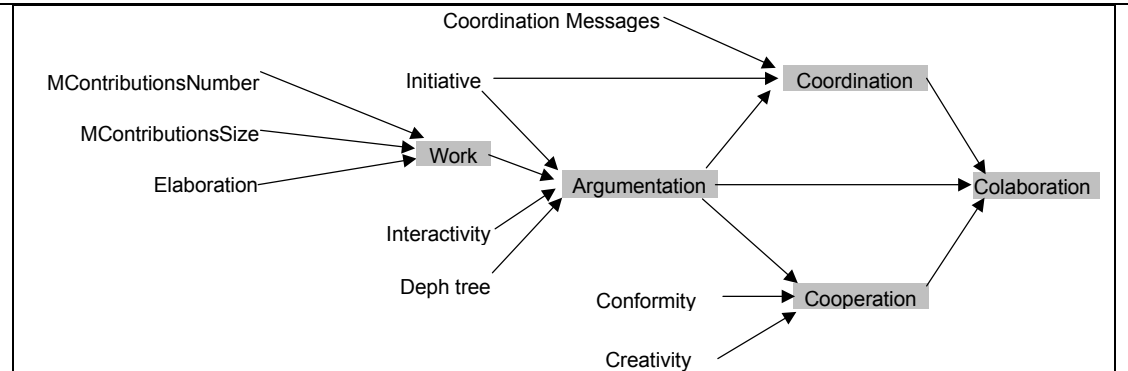 Coordination Messages
MContributionsNumber
Initiative
Coordination
MContributionsSize
Work
Elaboration
Argumentation
Colaboration
Interactivity
Deph tree
Conformity
Cooperation
Creativity